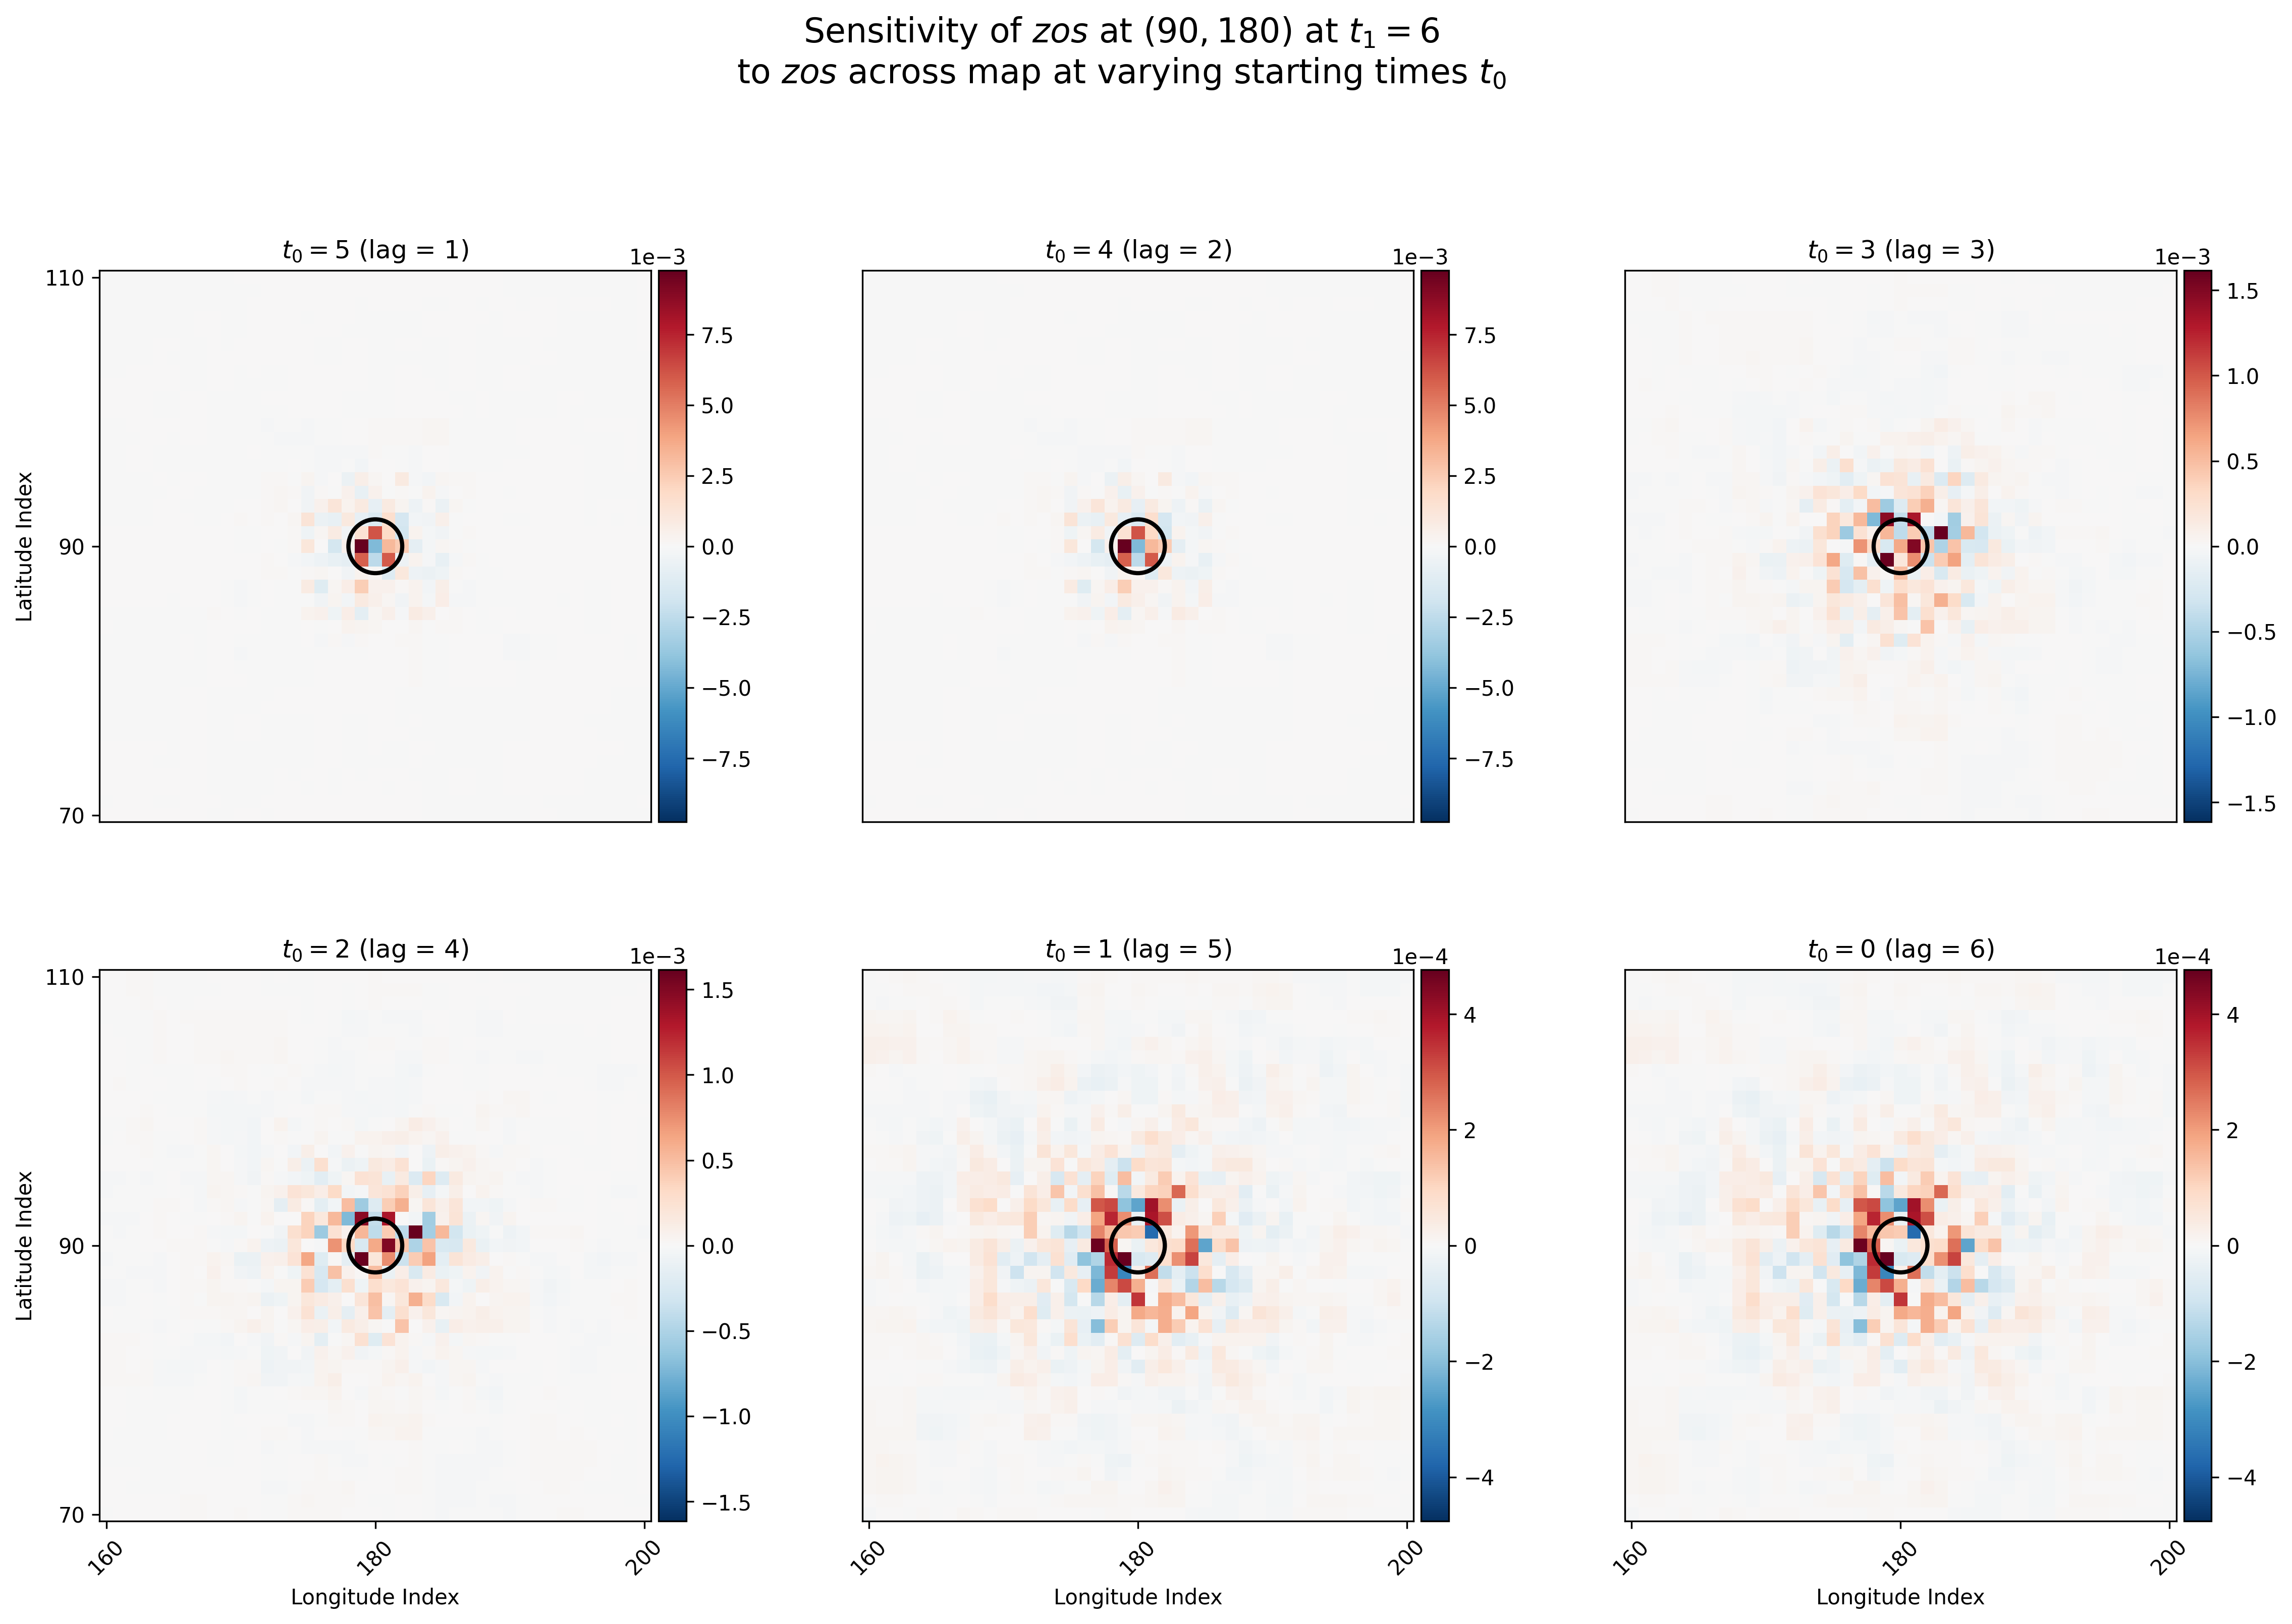 Sensitivity of zos at (90, 180) at t₁ = 6
to zos across map at varying starting times t₀
t₀ = 5 (lag = 1)
1e−3
t₀ = 4 (lag = 2)
1e−3
t₀ = 3 (lag = 3)
1e−3
110
90
70
Latitude Index
7.5
5.0
2.5
0.0
−2.5
−5.0
−7.5
7.5
5.0
2.5
0.0
−2.5
−5.0
−7.5
1.5
1.0
0.5
0.0
−0.5
−1.0
−1.5
t₀ = 2 (lag = 4)
1e−3
t₀ = 1 (lag = 5)
1e−4
t₀ = 0 (lag = 6)
1e−4
110
90
70
Latitude Index
1.5
1.0
0.5
0.0
−0.5
−1.0
−1.5
4
2
0
−2
−4
4
2
0
−2
−4
160
180
200
160
180
200
160
180
200
Longitude Index
Longitude Index
Longitude Index